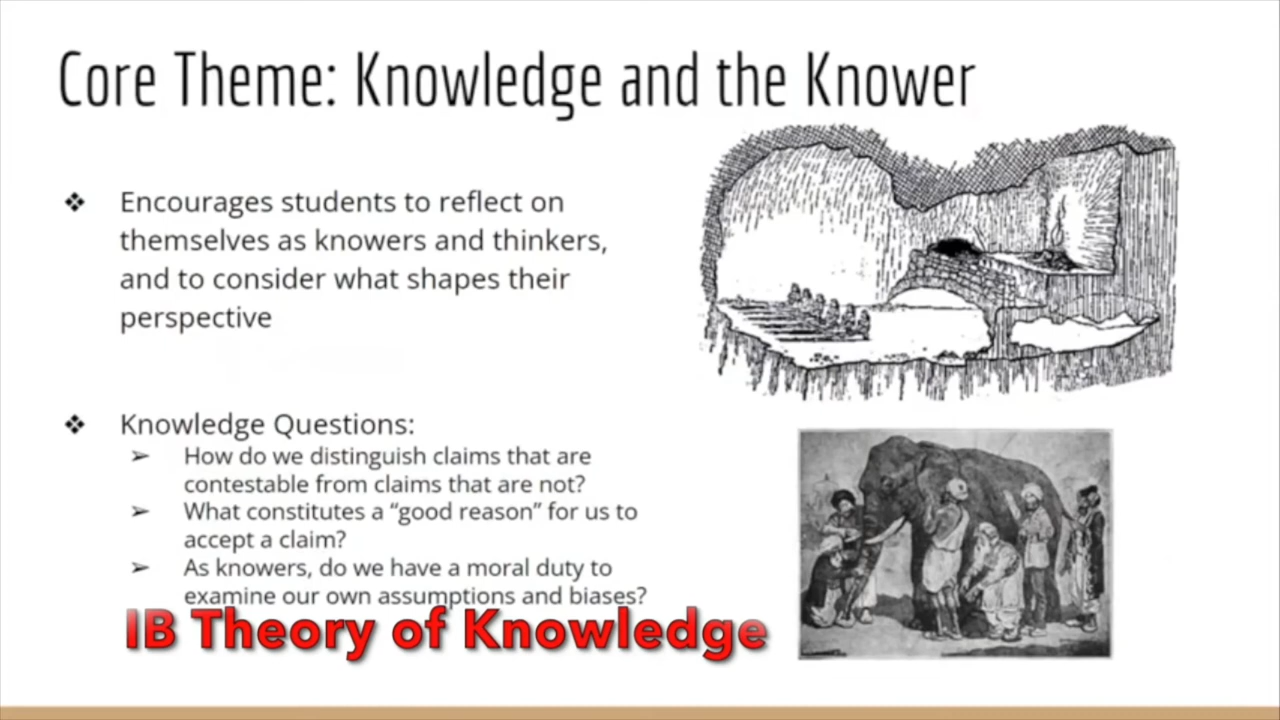 Core Theme: Knowledge and the Knower
❖ Encourages students to reflect on
themselves as knowers and thinkers,
and to consider what shapes their
perspective
❖ Knowledge Questions:
➢ How do we distinguish claims that are
contestable from claims that are not?
➢ What constitutes a “good reason” for us to
accept a claim?
➢ As knowers, do we have a moral duty to
examine our own assumptions and biases?
IB Theory of Knowledge